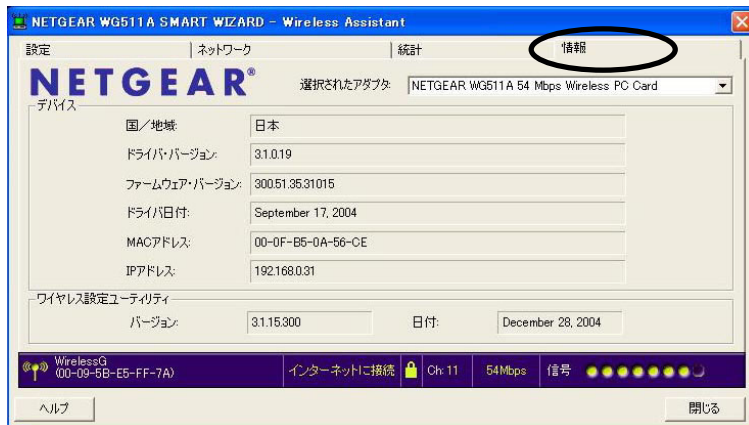 NETGEAR WG511A SMART WIZARD - Wireless Assistant
設定 ネットワーク 統計 情報
NETGEAR® 選択されたアダプタ: NETGEAR WG511A 54 Mbps Wireless PC Card
デバイス
国/地域: 日本
ドライバ・バージョン: 3.1.0.19
ファームウェア・バージョン: 300.51.35.31015
ドライバ日付: September 17, 2004
MACアドレス: 00-0F-B5-0A-56-CE
IPアドレス: 192.168.0.31
ワイヤレス設定ユーティリティ
バージョン: 3.1.15.300 日付: December 28, 2004
WirelessG
(00-09-5B-E5-FF-7A) インターネットに接続 Ch: 11 54Mbps 信号
ヘルプ 閉じる